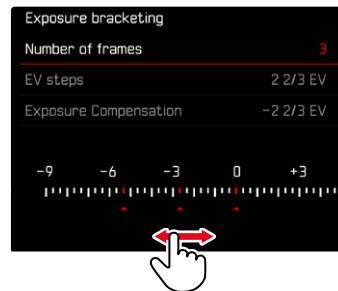 Exposure bracketing
Number of frames 3
EV steps 2 2/3 EV
Exposure Compensation -2 2/3 EV
-9 -6 -3 0 +3